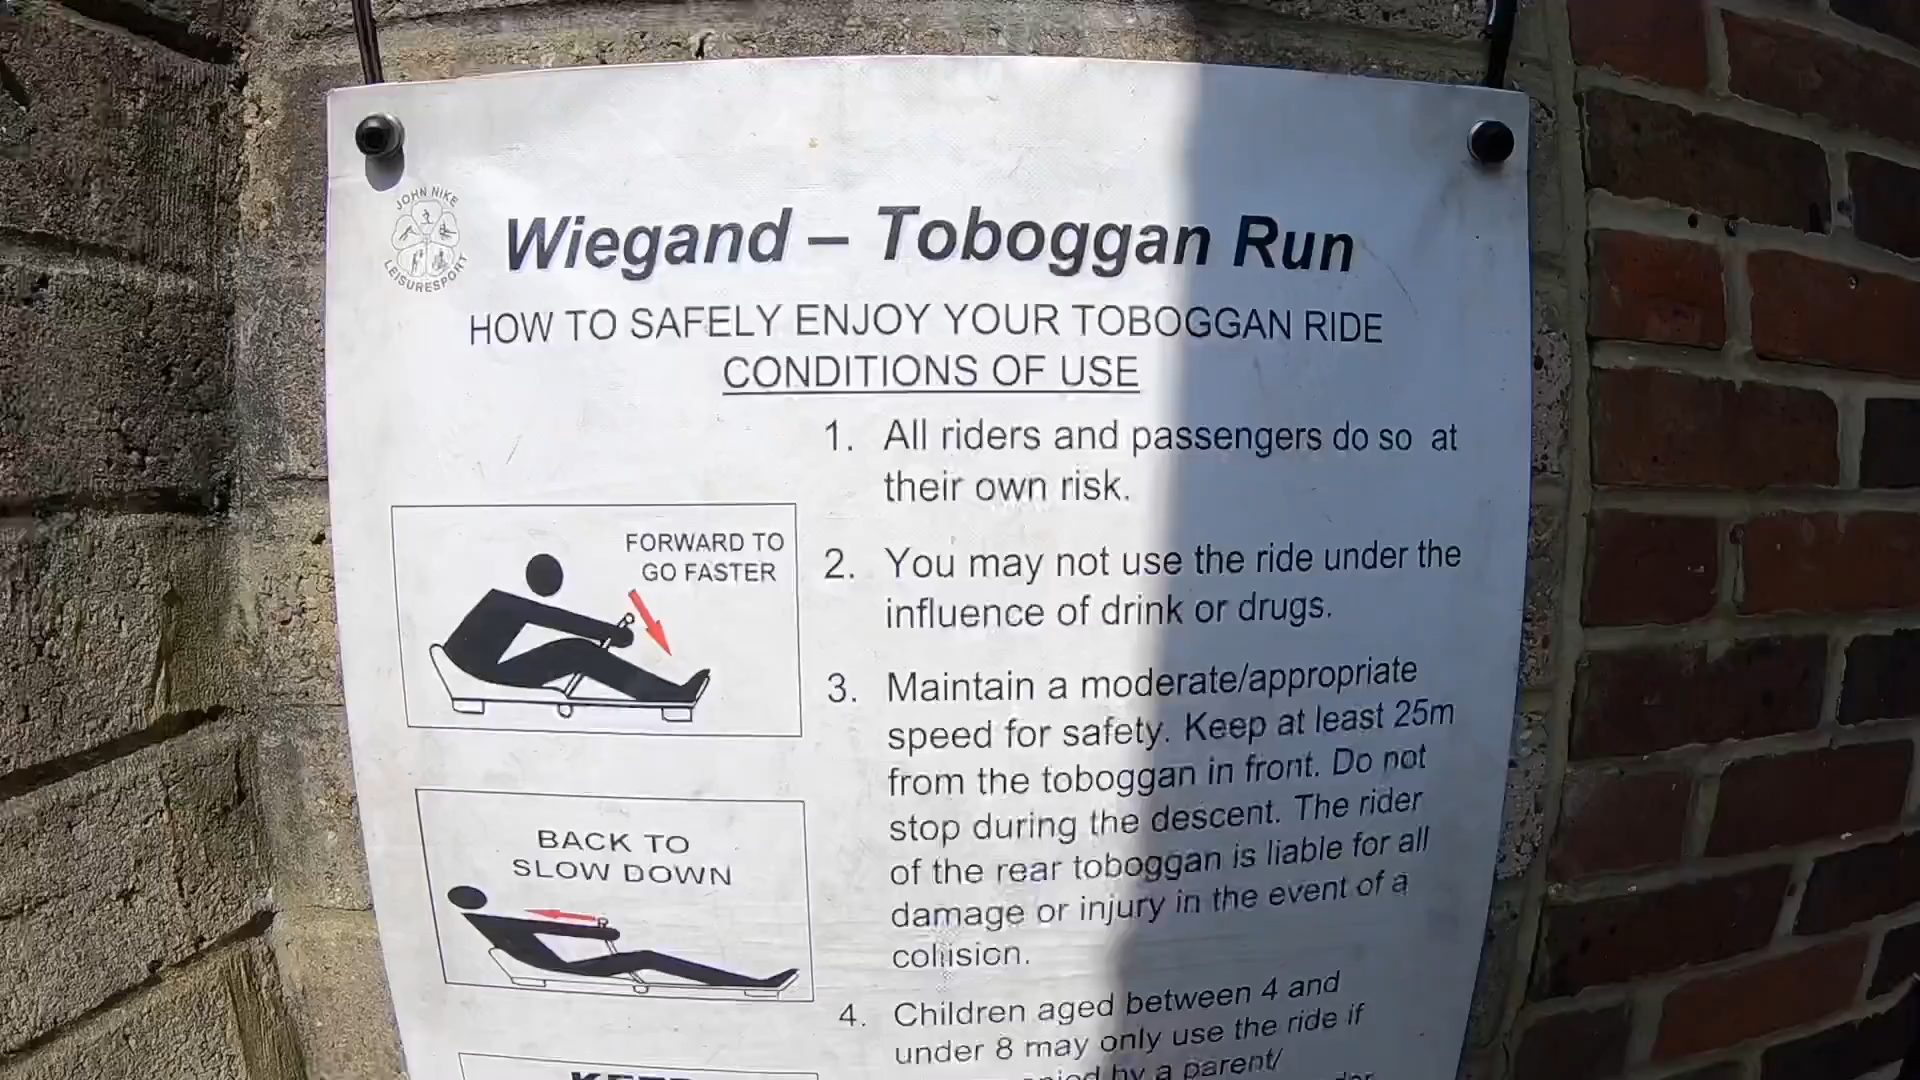 JOHN NIKE
LEISURESPORT
Wiegand – Toboggan Run
HOW TO SAFELY ENJOY YOUR TOBOGGAN RIDE
CONDITIONS OF USE
1. All riders and passengers do so at
their own risk.
FORWARD TO
GO FASTER
2. You may not use the ride under the
influence of drink or drugs.
3. Maintain a moderate/appropriate
speed for safety. Keep at least 25m
from the toboggan in front. Do not
stop during the descent. The rider
of the rear toboggan is liable for all
damage or injury in the event of a
collision.
BACK TO
SLOW DOWN
4. Children aged between 4 and
under 8 may only use the ride if
by a parent/